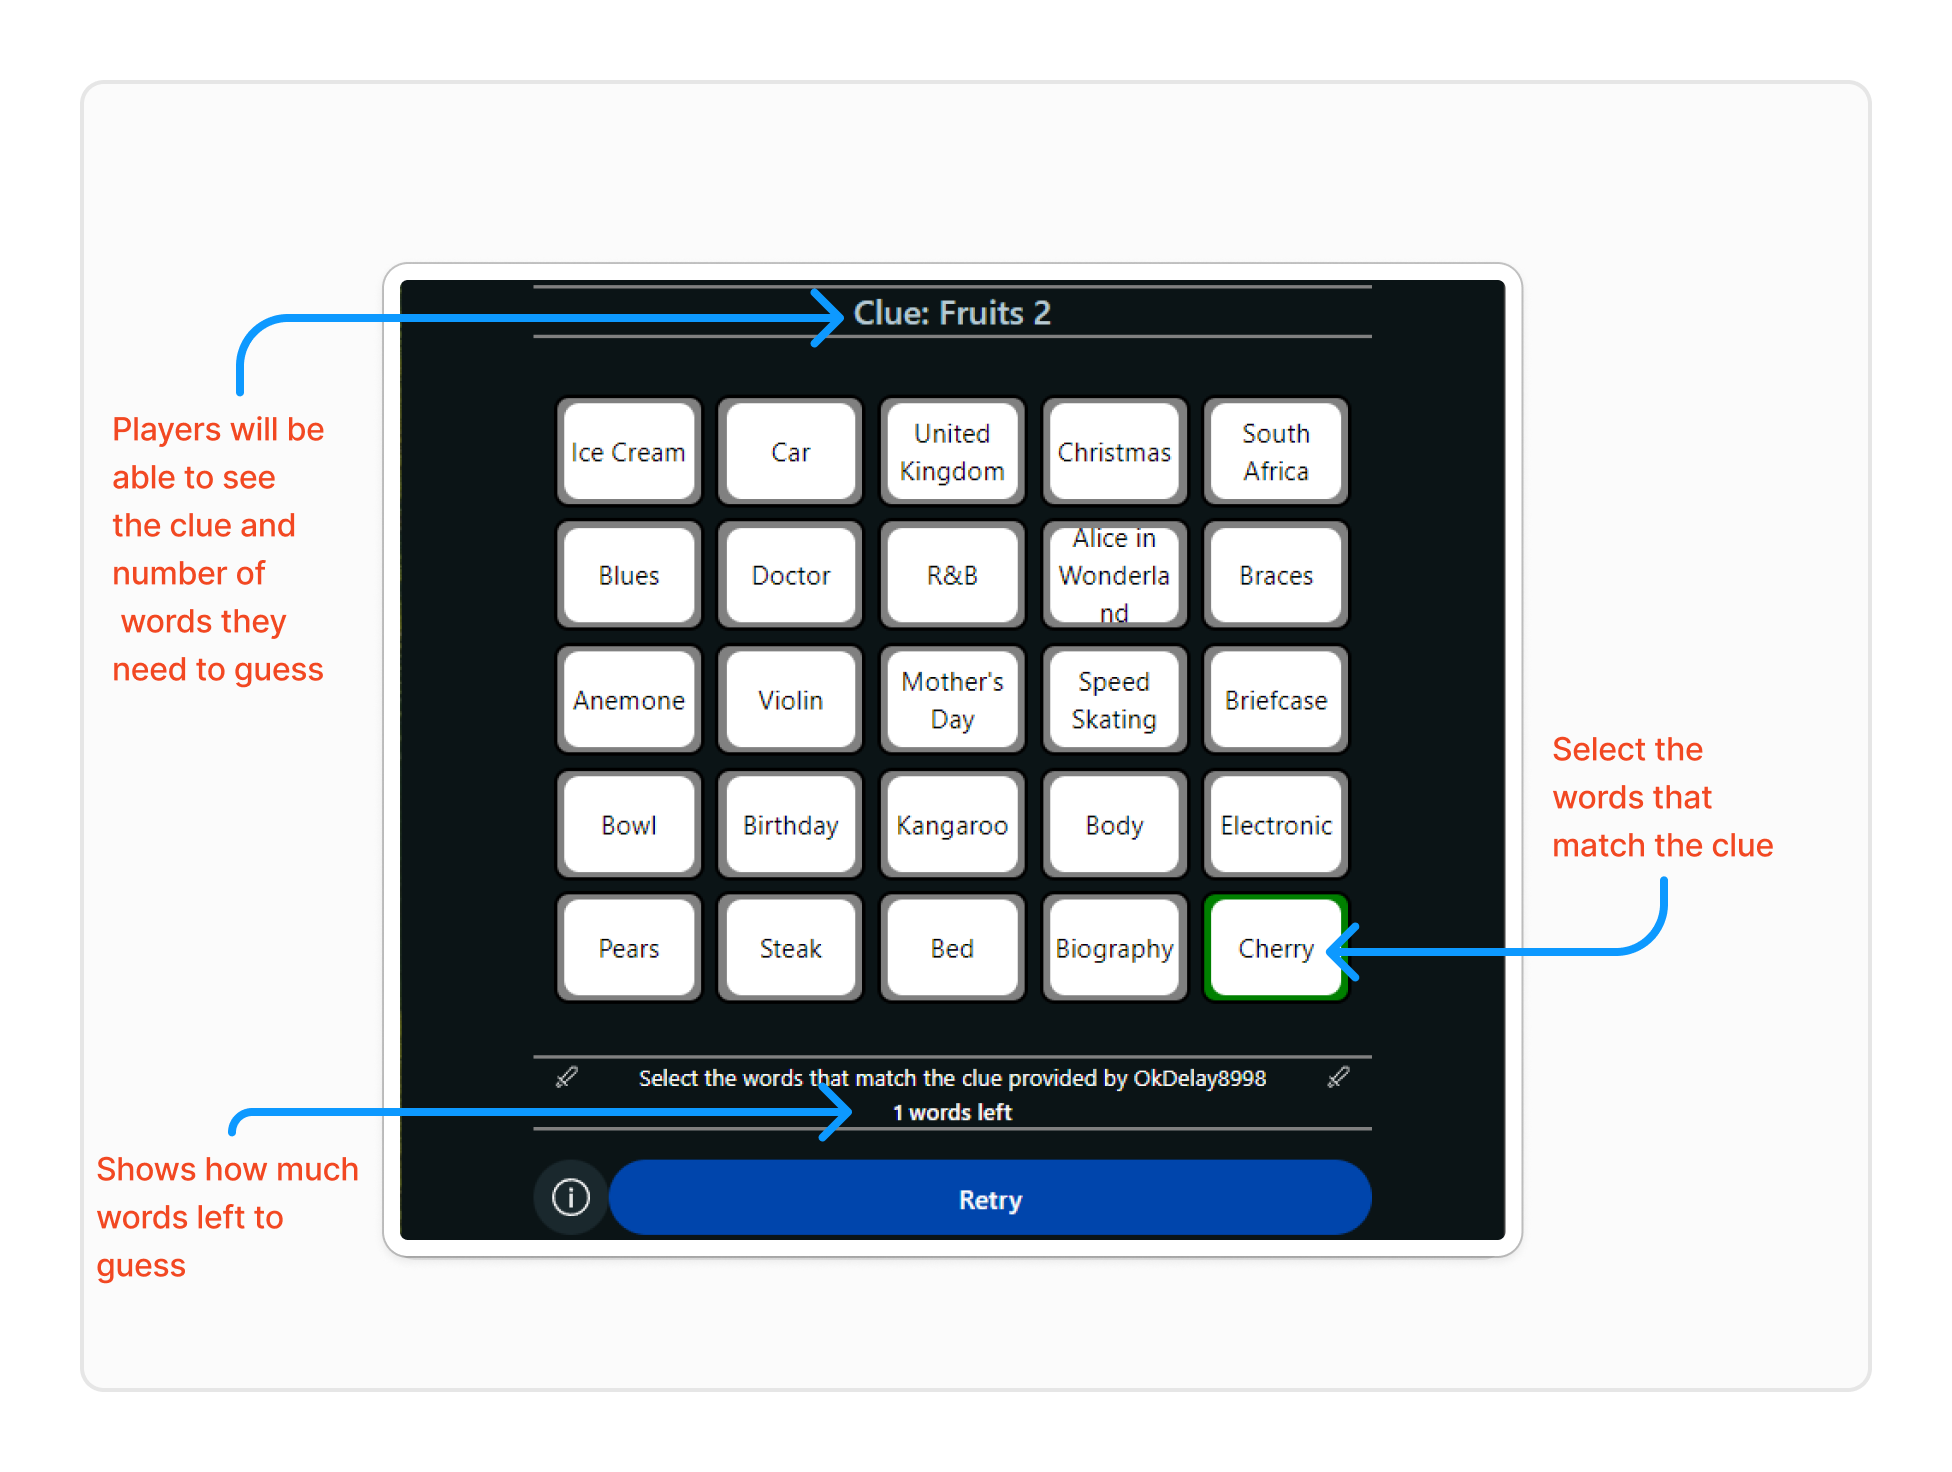 Clue: Fruits 2
Players will be
able to see
the clue and
number of
words they
need to guess
Ice Cream
Car
United
Kingdom
Christmas
South
Africa
Blues
Doctor
R&B
Alice in
Wonderla
nd
Braces
Anemone
Violin
Mother's
Day
Speed
Skating
Briefcase
Select the
words that
match the clue
Bowl
Birthday
Kangaroo
Body
Electronic
Pears
Steak
Bed
Biography
Cherry
Select the words that match the clue provided by OkDelay8998
1 words left
Shows how much
words left to
guess
Retry